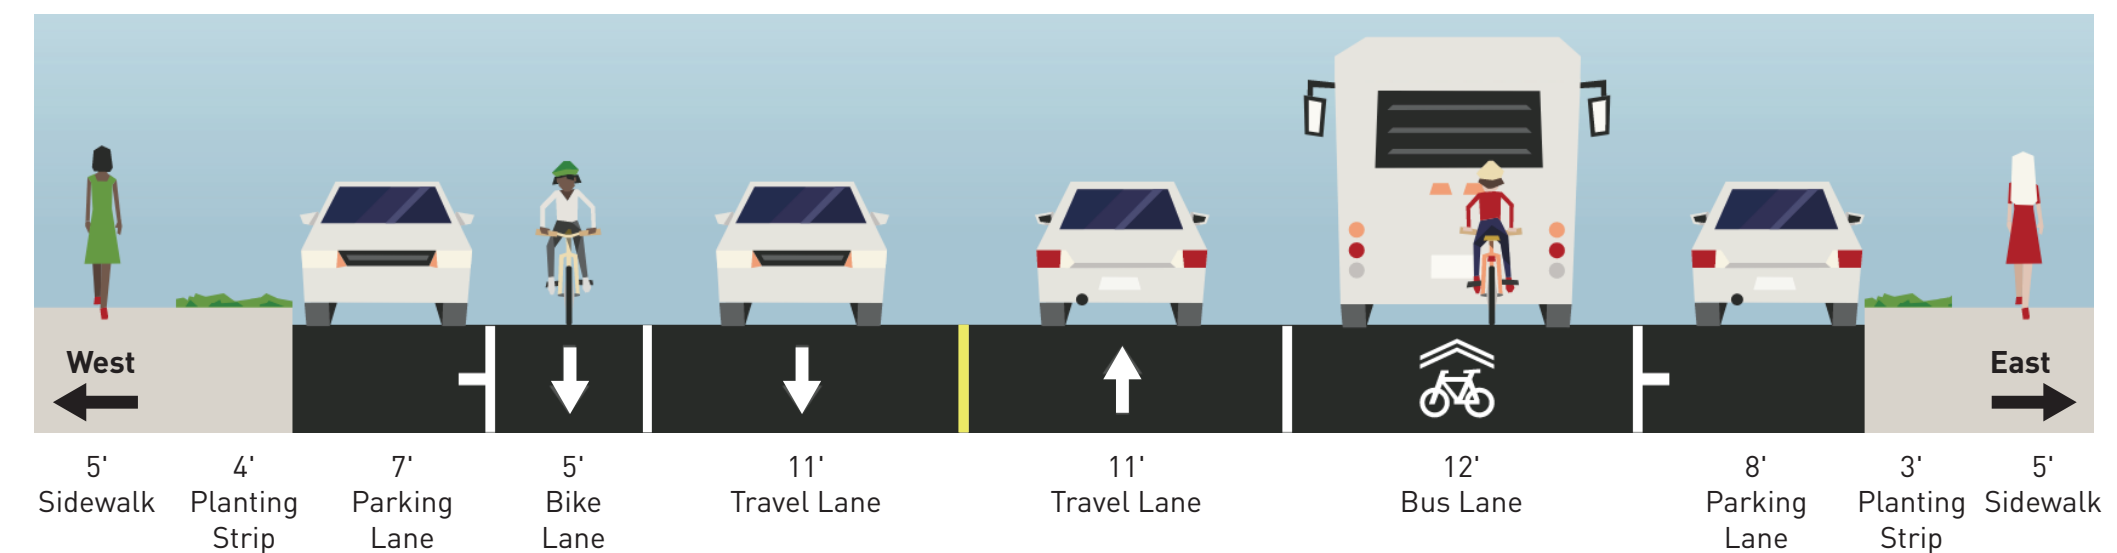 West
East
5' 4' 7' 5' 11' 11' 12' 8' 3' 5'
Sidewalk Planting Parking Bike Travel Lane Travel Lane Bus Lane Parking Planting Sidewalk
Strip Lane Lane Lane Strip